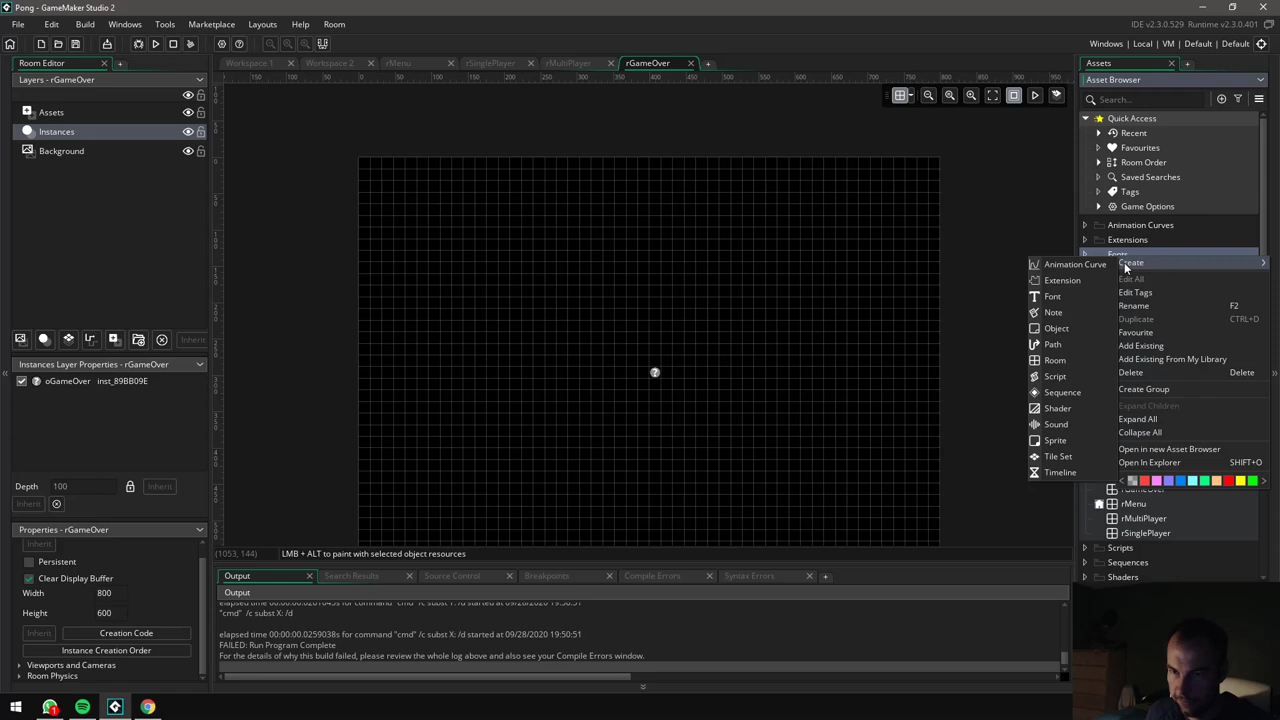 Pong - GameMaker Studio 2
File Edit Build Windows Tools Marketplace Layouts Help Room
IDE v2.3.0.529 Runtime v2.3.0.401
Windows | Local | VM | Default | Default
Room Editor
Workspace 1
Workspace 2
rMenu
rSinglePlayer
rMultiPlayer
rGameOver
Assets
Layers - rGameOver
Asset Browser
Search...
Assets
Instances
Background
Quick Access
Recent
Favourites
Room Order
Saved Searches
Tags
Game Options
Animation Curves
Extensions
Fonts
Create
Edit All
Edit Tags
Rename F2
Duplicate CTRL+D
Favourite
Add Existing
Add Existing From My Library
Delete Delete
Create Group
Expand Children
Expand All
Collapse All
Open in new Asset Browser
Open In Explorer SHIFT+O
Animation Curve
Extension
Font
Note
Object
Path
Room
Script
Sequence
Shader
Sound
Sprite
Tile Set
Timeline
rMenu
rMultiPlayer
rSinglePlayer
Scripts
Sequences
Shaders
Inherit
Instances Layer Properties - rGameOver
oGameOver inst_89BB09E
Depth 100 Inherit
Inherit
Properties - rGameOver
Inherit
Persistent
Clear Display Buffer
Width 800
Height 600
Inherit Creation Code
Instance Creation Order
Viewports and Cameras
Room Physics
(1053, 144) LMB + ALT to paint with selected object resources
Output
Search Results
Source Control
Breakpoints
Compile Errors
Syntax Errors
Output
"cmd" /c subst X: /d
elapsed time 00:00:00.0259038s for command "cmd" /c subst X: /d started at 09/28/2020 19:50:51
FAILED: Run Program Complete
For the details of why this build failed, please review the whole log above and also see your Compile Errors window.